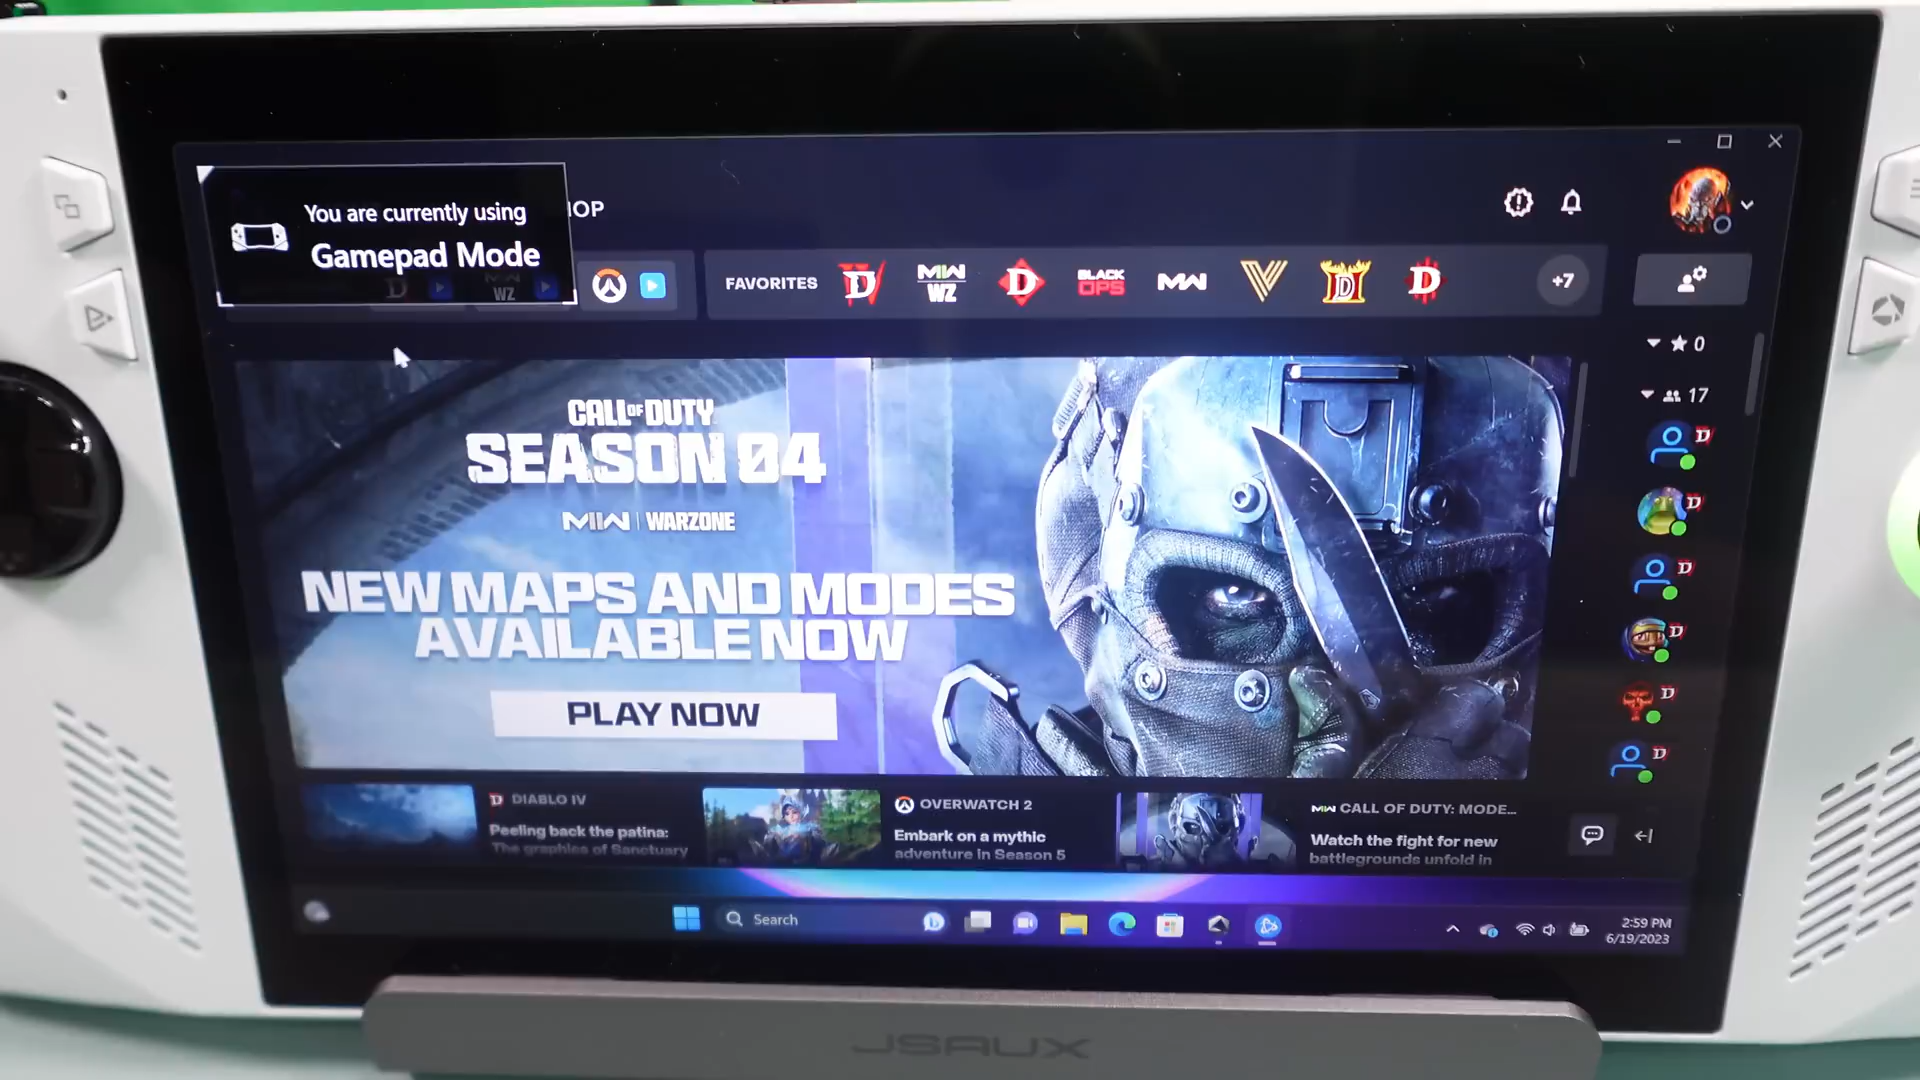 You are currently using
Gamepad Mode
HOP
WZ
FAVORITES
MW
WZ
BLACK
OPS
MW
+7
0
17
CALL OF DUTY
SEASON 04
MW | WARZONE
NEW MAPS AND MODES
AVAILABLE NOW
PLAY NOW
DIABLO IV
Peeling back the patina:
The graphics of Sanctuary
OVERWATCH 2
Embark on a mythic
adventure in Season 5
MW CALL OF DUTY: MODE...
Watch the fight for new
battlegrounds unfold in
Search
2:59 PM
6/19/2023
JSAUX